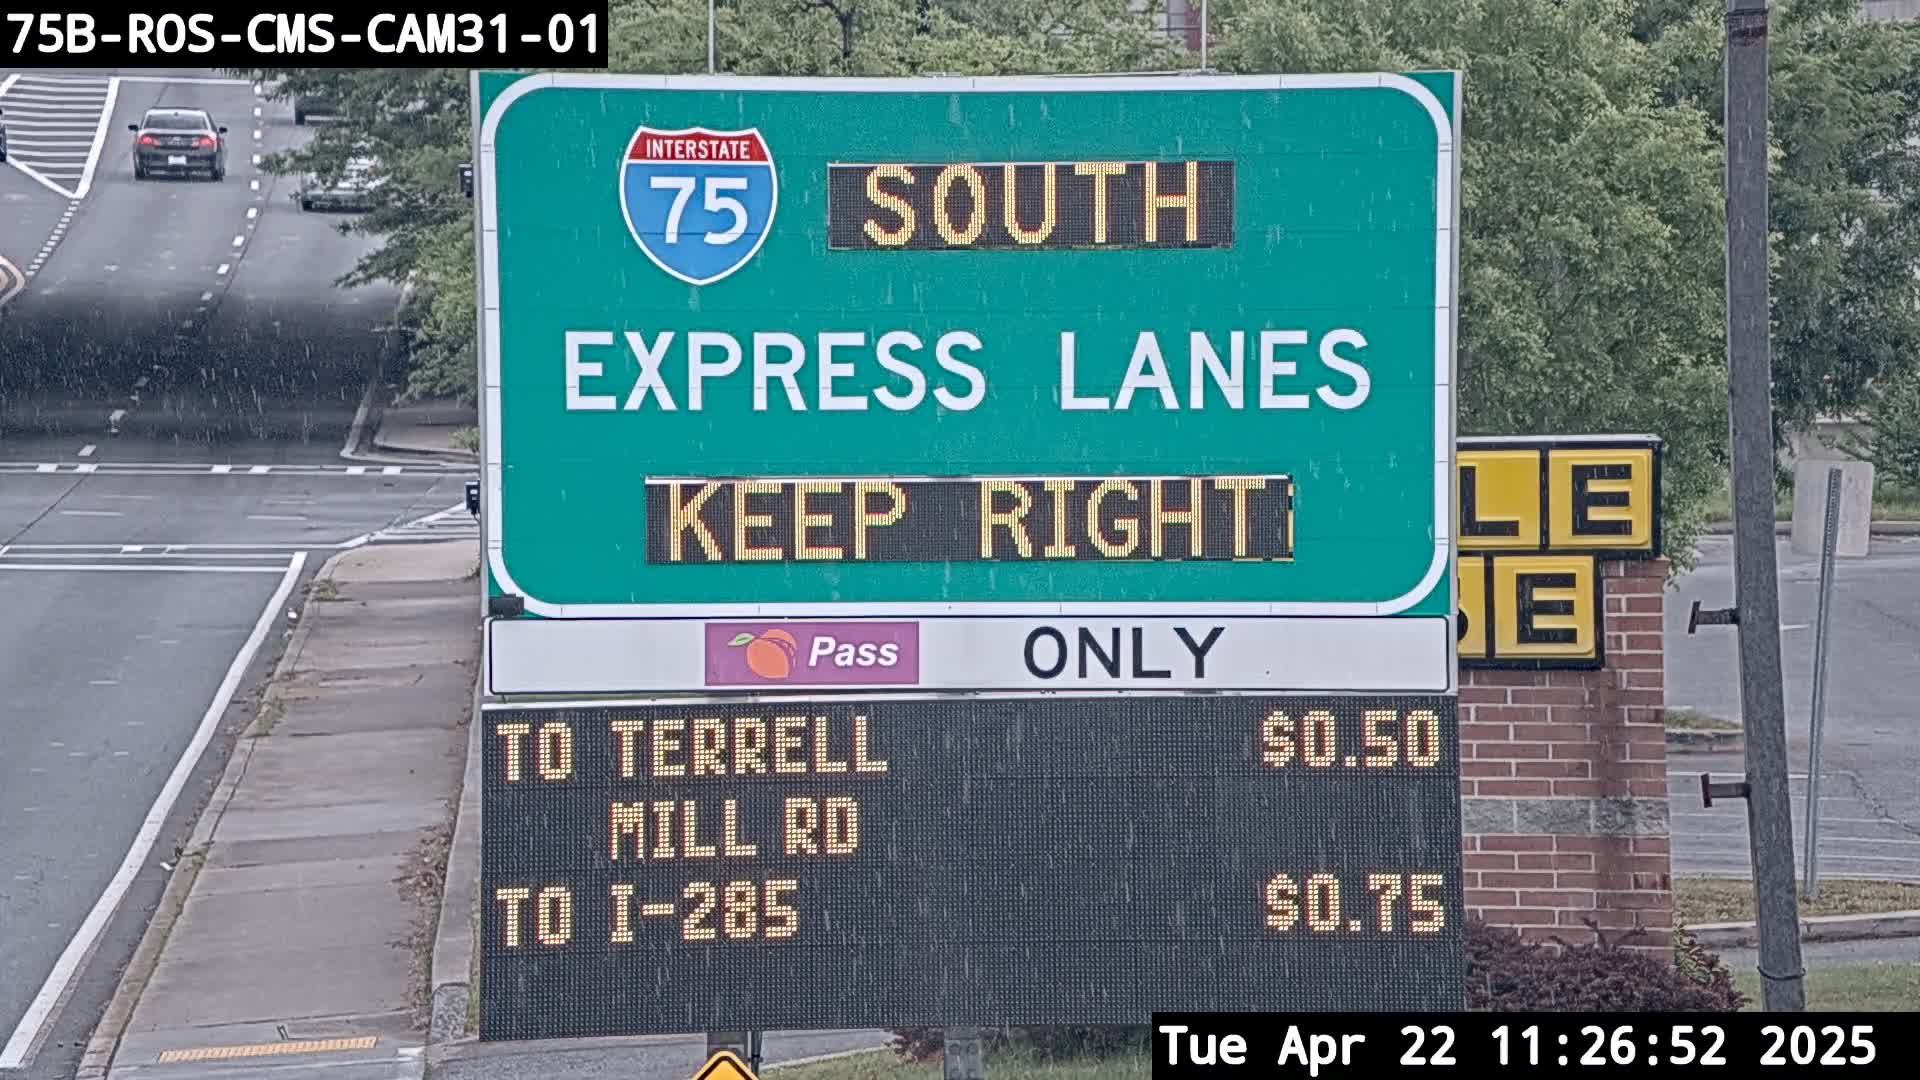 75B-ROS-CMS-CAM31-01
INTERSTATE
75
SOUTH
EXPRESS LANES
KEEP RIGHT
Pass ONLY
TO TERRELL $0.50
MILL RD
TO I-285 $0.75
LE
E
Tue Apr 22 11:26:52 2025